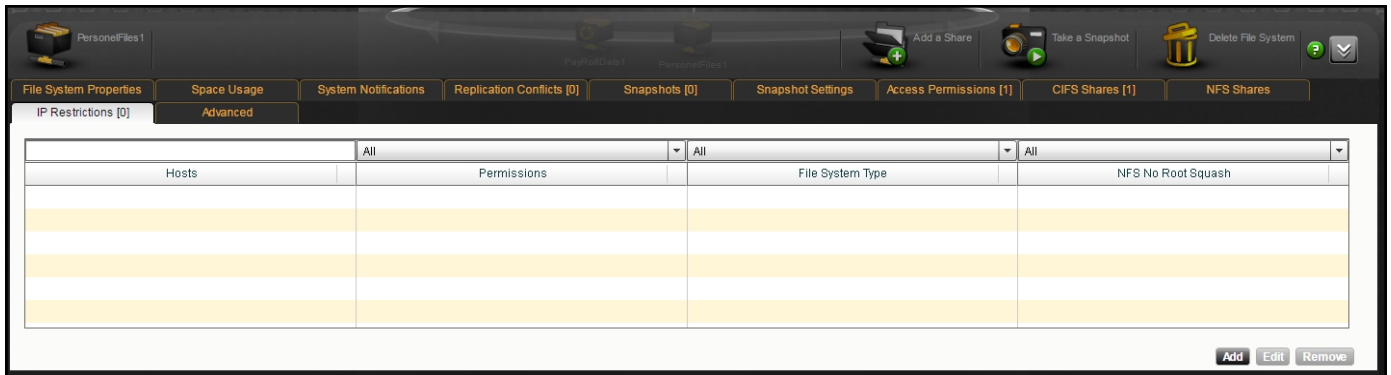 PersonelFiles1
PayRollData1
PersonelFiles1
Add a Share
Take a Snapshot
Delete File System
?
File System Properties
Space Usage
System Notifications
Replication Conflicts [0]
Snapshots [0]
Snapshot Settings
Access Permissions [1]
CIFS Shares [1]
NFS Shares
IP Restrictions [0]
Advanced
All
All
All
Hosts
Permissions
File System Type
NFS No Root Squash
Add
Edit
Remove